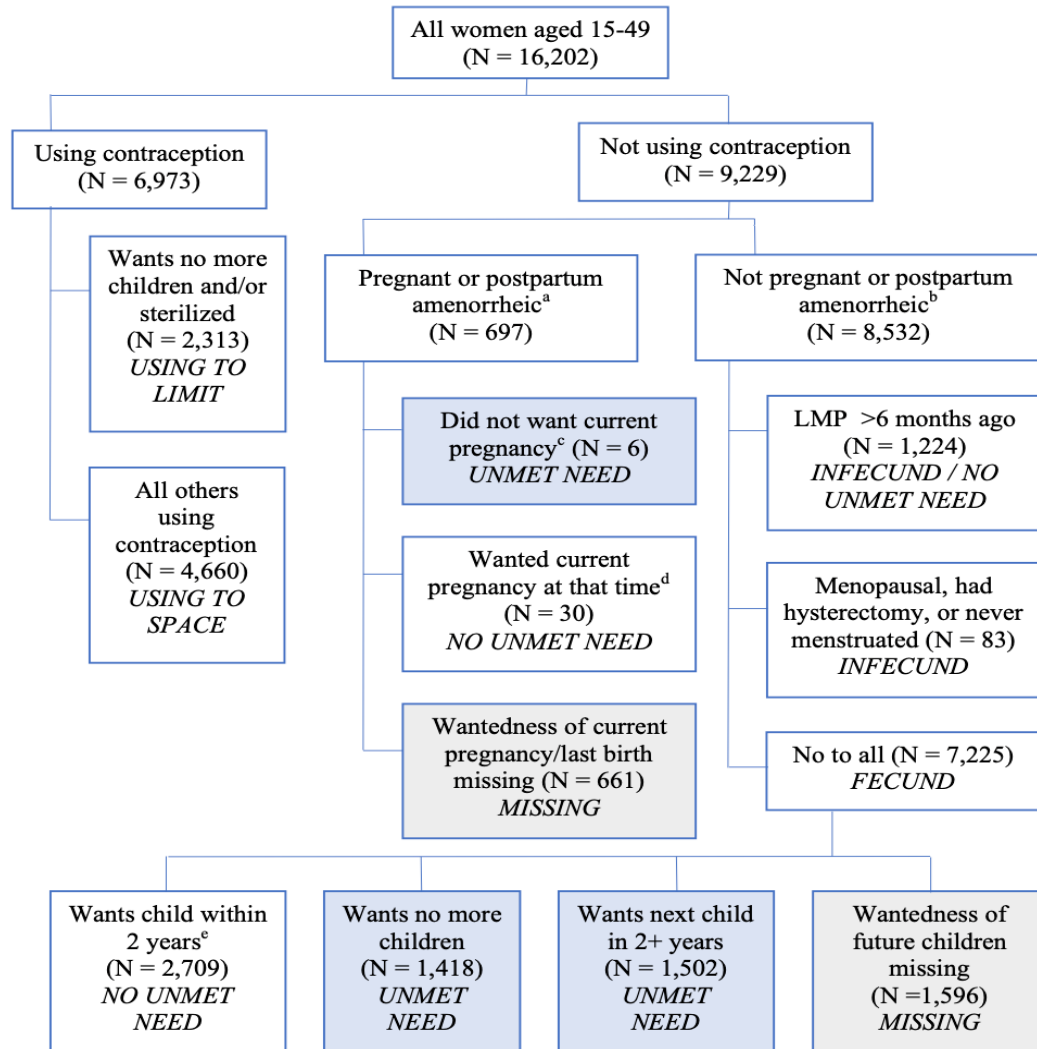 All women aged 15-49
(N = 16,202)
Using contraception
(N = 6,973)
Not using contraception
(N = 9,229)
Wants no more
children and/or
sterilized
(N = 2,313)
USING TO
LIMIT
All others
using
contraception
(N = 4,660)
USING TO
SPACE
Pregnant or postpartum
amenorrheicᵃ
(N = 697)
Did not want current
pregnancyᶜ (N = 6)
UNMET NEED
Wanted current
pregnancy at that timeᵈ
(N = 30)
NO UNMET NEED
Wantedness of current
pregnancy/last birth
missing (N = 661)
MISSING
Not pregnant or postpartum
amenorrheicᵇ
(N = 8,532)
LMP >6 months ago
(N = 1,224)
INFECUND / NO
UNMET NEED
Menopausal, had
hysterectomy, or never
menstruated (N = 83)
INFECUND
No to all (N = 7,225)
FECUND
Wants child within
2 yearsᵉ
(N = 2,709)
NO UNMET
NEED
Wants no more
children
(N = 1,418)
UNMET
NEED
Wants next child
in 2+ years
(N = 1,502)
UNMET
NEED
Wantedness of
future children
missing
(N =1,596)
MISSING